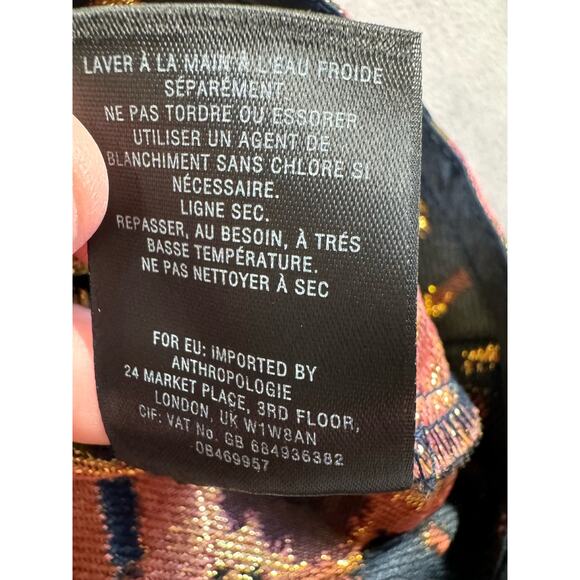 LAVER À LA MAIN À L'EAU FROIDE
SÉPARÉMENT
NE PAS TORDRE OU ESSORER
UTILISER UN AGENT DE
BLANCHIMENT SANS CHLORE SI
NÉCESSAIRE.
LIGNE SEC.
REPASSER, AU BESOIN, À TRÉS
BASSE TEMPÉRATURE.
NE PAS NETTOYER À SEC
FOR EU: IMPORTED BY
ANTHROPOLOGIE
24 MARKET PLACE, 3RD FLOOR,
LONDON, UK W1W8AN
CIF: VAT No. GB 684936382
OB469957